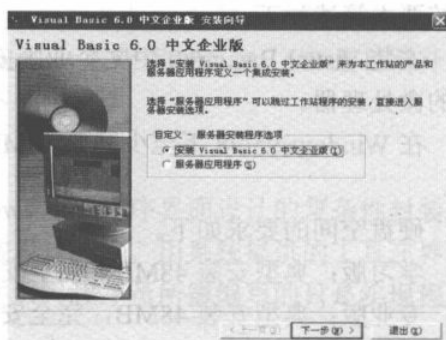 Visual Basic 6.0 中文企业版 安装向导
Visual Basic 6.0 中文企业版
选择“安装 Visual Basic 6.0 中文企业版”来为本工作站的产品和
服务器应用程序定义一个集成安装。
选择“服务器应用程序”可以跳过工作站程序的安装，直接进入服
务器安装选项。
自定义 - 服务器安装程序选项
安装 Visual Basic 6.0 中文企业版(I)
服务器应用程序(S)
下一步(N) >
退出(X)